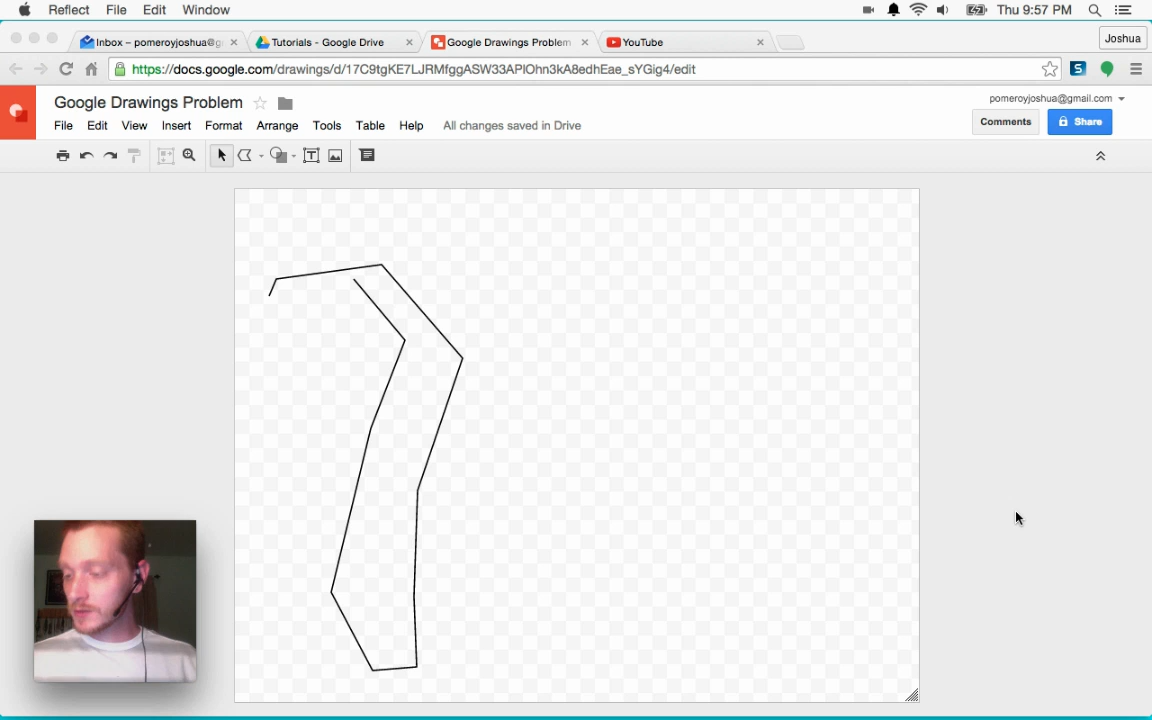 Reflect File Edit Window Thu 9:57 PM
Inbox – pomeroyjoshua@g Tutorials - Google Drive Google Drawings Problem YouTube Joshua
https://docs.google.com/drawings/d/17C9tgKE7LJRMfggASW33APlOhn3kA8edhEae_sYGig4/edit
Google Drawings Problem pomeroyjoshua@gmail.com
File Edit View Insert Format Arrange Tools Table Help All changes saved in Drive Comments Share